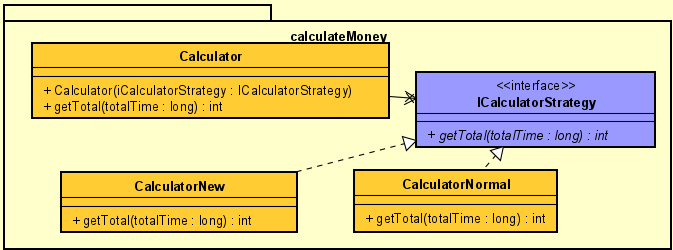 calculateMoney
Calculator
+ Calculator(iCalculatorStrategy : ICalculatorStrategy)
+ getTotal(totalTime : long) : int
<<interface>>
ICalculatorStrategy
+ getTotal(totalTime : long) : int
CalculatorNew
+ getTotal(totalTime : long) : int
CalculatorNormal
+ getTotal(totalTime : long) : int